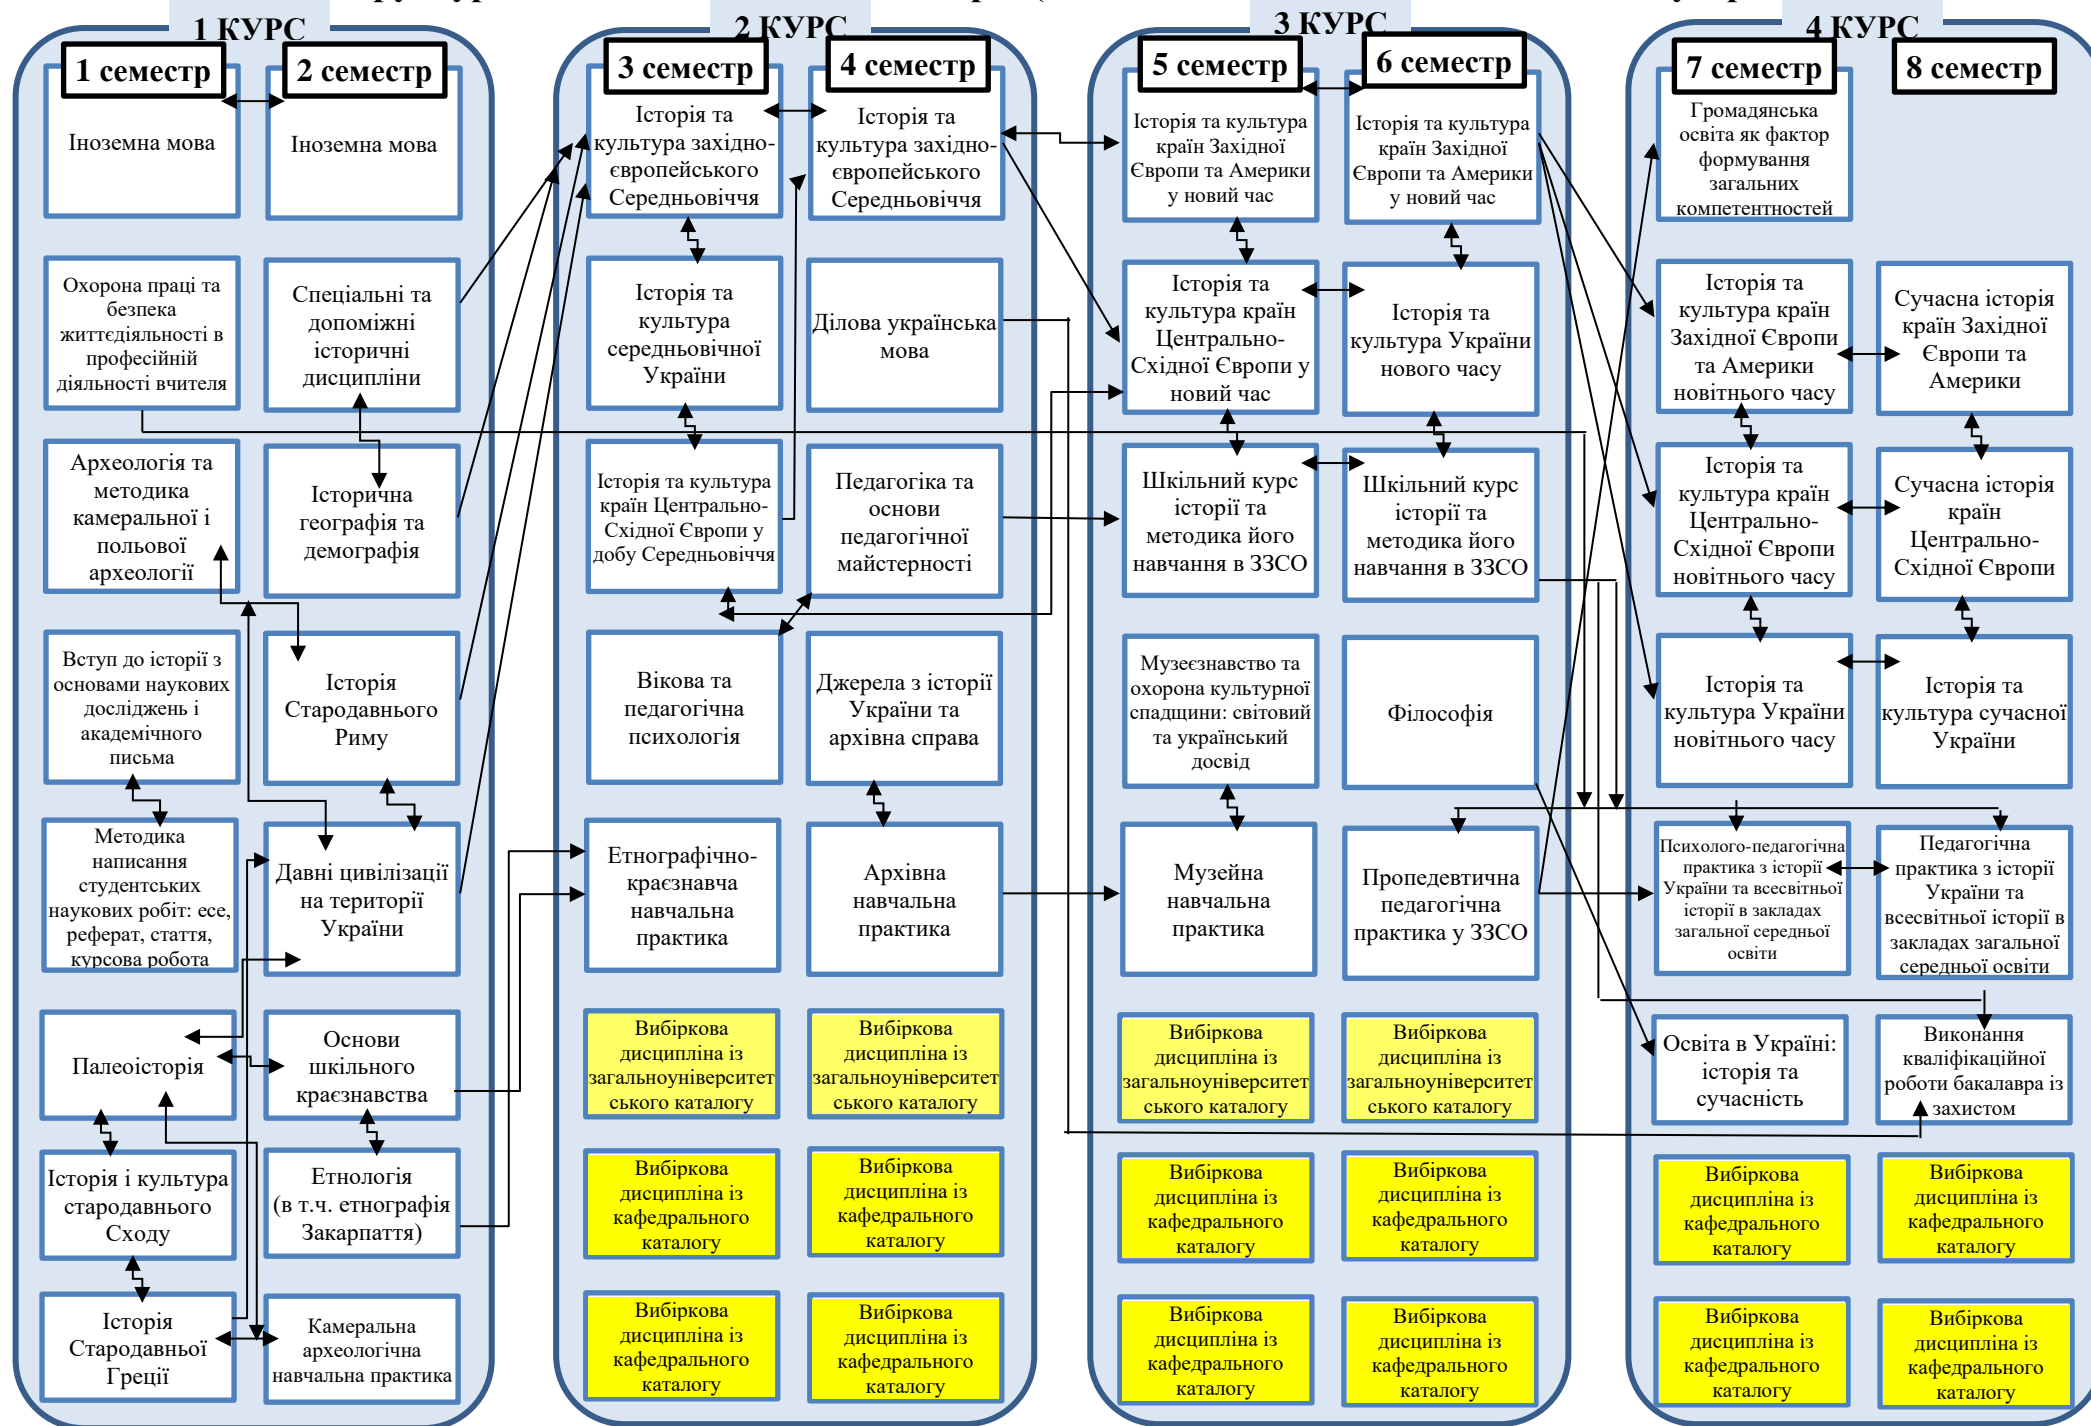 1 КУРС
1 семестр
2 семестр
Іноземна мова
Іноземна мова
Охорона праці та
безпека
життєдіяльності в
професійній
діяльності вчителя
Спеціальні та
допоміжні
історичні
дисципліни
Археологія та
методика
камеральної і
польової
археології
Історична
географія та
демографія
Вступ до історії з
основами наукових
досліджень і
академічного
письма
Історія
Стародавнього
Риму
Методика
написання
студентських
наукових робіт: есе,
реферат, стаття,
курсова робота
Давні цивілізації
на території
України
Палеоісторія
Основи
шкільного
краєзнавства
Історія і культура
стародавнього
Сходу
Етнологія
(в т.ч. етнографія
Закарпаття)
Історія
Стародавньої
Греції
Камеральна
археологічна
навчальна практика
2 КУРС
3 семестр
4 семестр
Історія та
культура західно-
європейського
Середньовіччя
Історія та
культура західно-
європейського
Середньовіччя
Історія та
культура
середньовічної
України
Ділова українська
мова
Історія та культура
країн Центрально-
Східної Європи у
добу Середньовіччя
Педагогіка та
основи
педагогічної
майстерності
Вікова та
педагогічна
психологія
Джерела з історії
України та
архівна справа
Етнографічно-
краєзнавча
навчальна
практика
Архівна
навчальна
практика
Вибіркова
дисципліна із
загальноуніверситет
ського каталогу
Вибіркова
дисципліна із
загальноуніверситет
ського каталогу
Вибіркова
дисципліна із
кафедрального
каталогу
Вибіркова
дисципліна із
кафедрального
каталогу
Вибіркова
дисципліна із
кафедрального
каталогу
Вибіркова
дисципліна із
кафедрального
каталогу
3 КУРС
5 семестр
6 семестр
Історія та культура
країн Західної
Європи та Америки
у новий час
Історія та культура
країн Західної
Європи та Америки
у новий час
Історія та
культура країн
Центрально-
Східної Європи у
новий час
Історія та
культура України
нового часу
Шкільний курс
історії та
методика його
навчання в ЗЗСО
Шкільний курс
історії та
методика його
навчання в ЗЗСО
Музеєзнавство та
охорона культурної
спадщини: світовий
та український
досвід
Філософія
Музейна
навчальна
практика
Пропедевтична
педагогічна
практика у ЗЗСО
Вибіркова
дисципліна із
загальноуніверситет
ського каталогу
Вибіркова
дисципліна із
загальноуніверситет
ського каталогу
Вибіркова
дисципліна із
кафедрального
каталогу
Вибіркова
дисципліна із
кафедрального
каталогу
Вибіркова
дисципліна із
кафедрального
каталогу
Вибіркова
дисципліна із
кафедрального
каталогу
4 КУРС
7 семестр
8 семестр
Громадянська
освіта як фактор
формування
загальних
компетентностей
Історія та
культура країн
Західної Європи
та Америки
новітнього часу
Сучасна історія
країн Західної
Європи та
Америки
Історія та
культура країн
Центрально-
Східної Європи
новітнього часу
Сучасна історія
країн
Центрально-
Східної Європи
Історія та
культура України
новітнього часу
Історія та
культура сучасної
України
Психолого-педагогічна
практика з історії
України та всесвітньої
історії в закладах
загальної середньої
освіти
Педагогічна
практика з історії
України та
всесвітньої історії в
закладах загальної
середньої освіти
Освіта в Україні:
історія та
сучасність
Виконання
кваліфікаційної
роботи бакалавра із
захистом
Вибіркова
дисципліна із
кафедрального
каталогу
Вибіркова
дисципліна із
кафедрального
каталогу
Вибіркова
дисципліна із
кафедрального
каталогу
Вибіркова
дисципліна із
кафедрального
каталогу